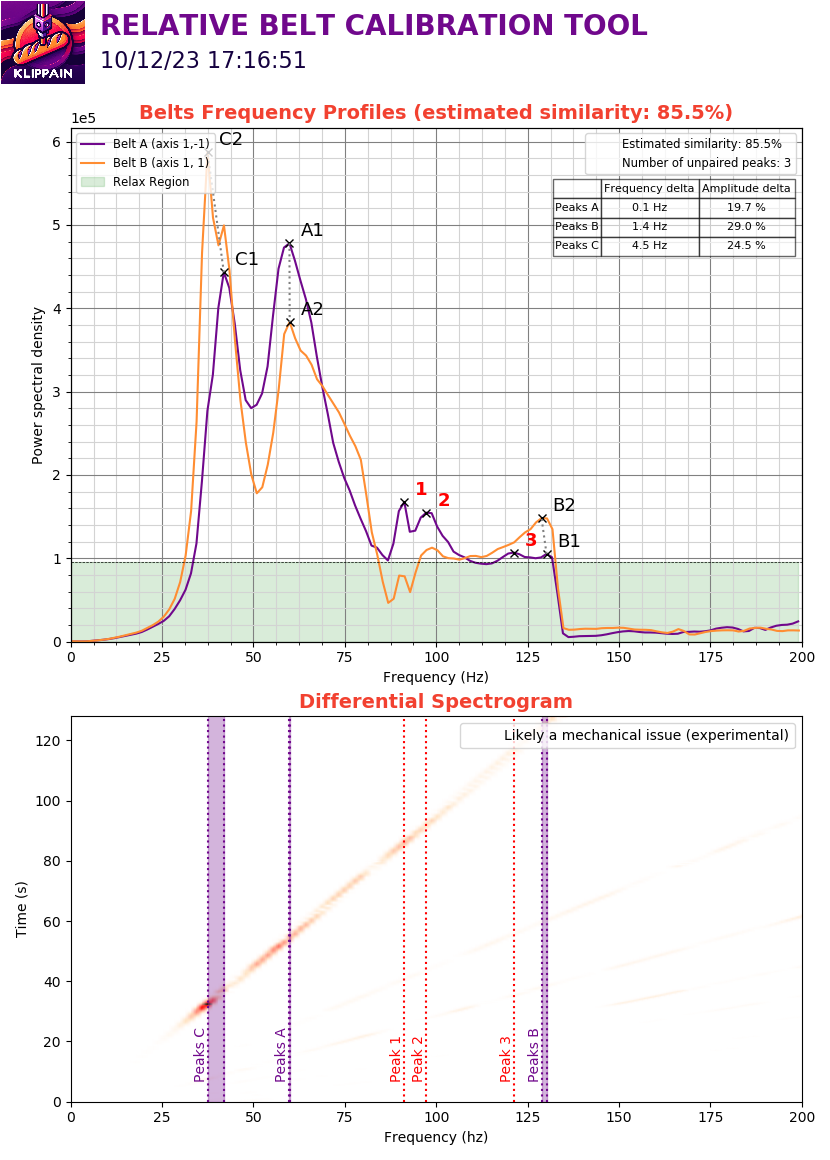 RELATIVE BELT CALIBRATION TOOL
10/12/23 17:16:51
KLIPPAIN
Belts Frequency Profiles (estimated similarity: 85.5%)
1e5
Belt A (axis 1,-1)
Belt B (axis 1, 1)
Relax Region
Estimated similarity: 85.5%
Number of unpaired peaks: 3
Frequency delta Amplitude delta
Peaks A 0.1 Hz 19.7 %
Peaks B 1.4 Hz 29.0 %
Peaks C 4.5 Hz 24.5 %
C2
C1
A1
A2
1
2
3
B2
B1
Power spectral density
6
5
4
3
2
1
0
0 25 50 75 100 125 150 175 200
Frequency (Hz)
Differential Spectrogram
Likely a mechanical issue (experimental)
Time (s)
120
100
80
60
40
20
0
Peaks C
Peaks A
Peak 1
Peak 2
Peak 3
Peaks B
0 25 50 75 100 125 150 175 200
Frequency (hz)